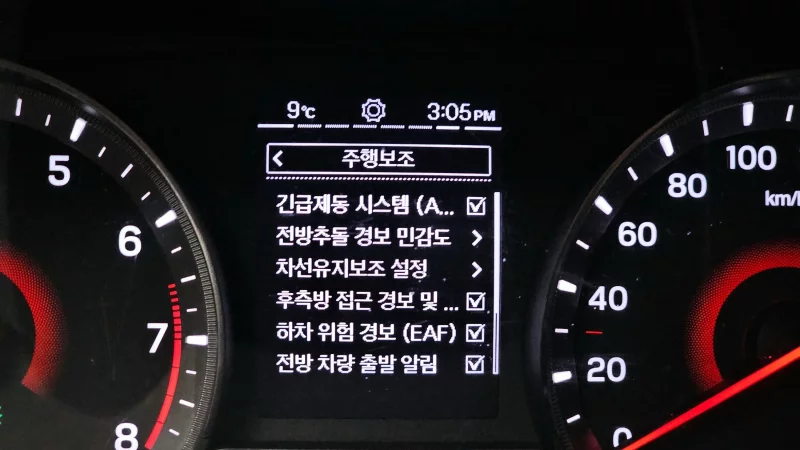 9℃ 3:05 PM
주행보조
긴급제동 시스템 (A...
전방추돌 경보 민감도
차선유지보조 설정
후측방 접근 경보 및 ...
하차 위험 경보 (EAF)
전방 차량 출발 알림
5
6
7
8
100
80
km/
60
40
20
0